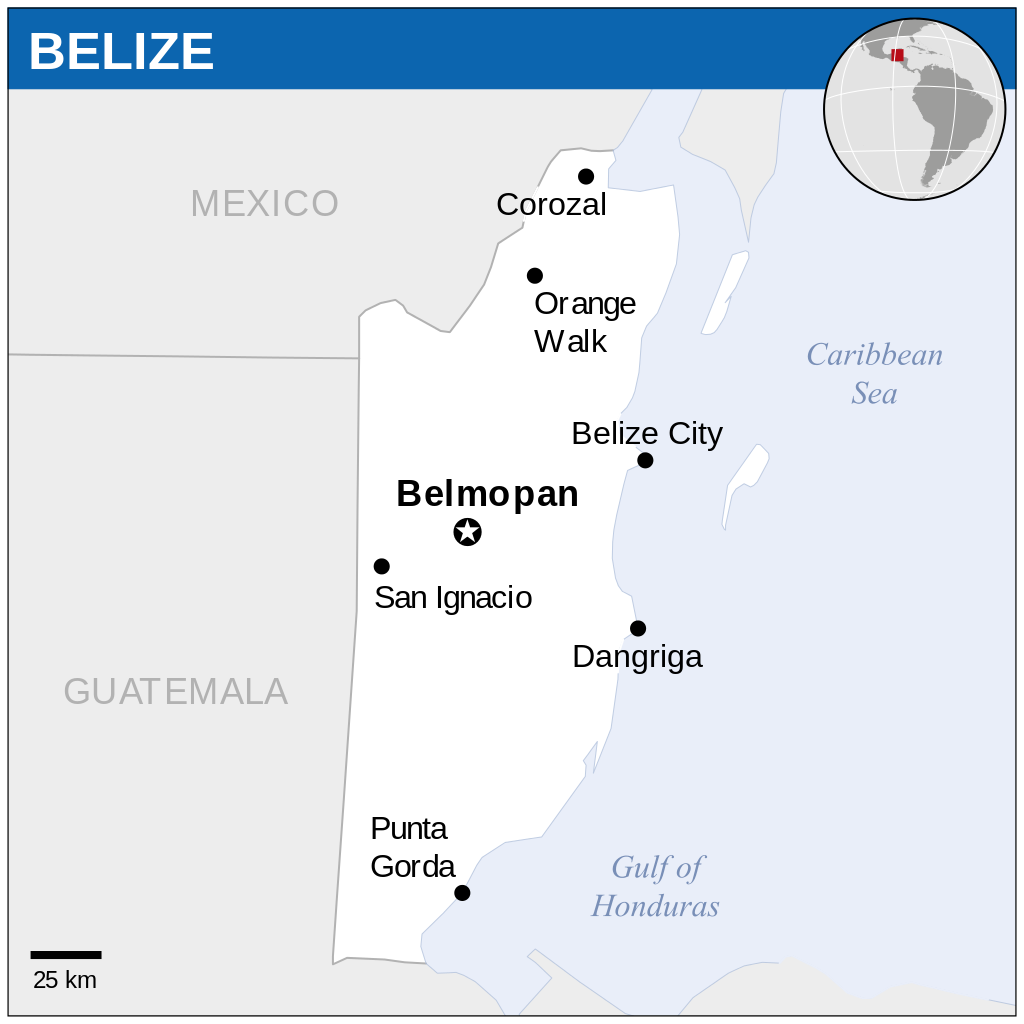 BELIZE
MEXICO
Corozal
Orange
Walk
Caribbean
Sea
Belize City
Belmopan
San Ignacio
Dangriga
GUATEMALA
Punta
Gorda
Gulf of
Honduras
25 km